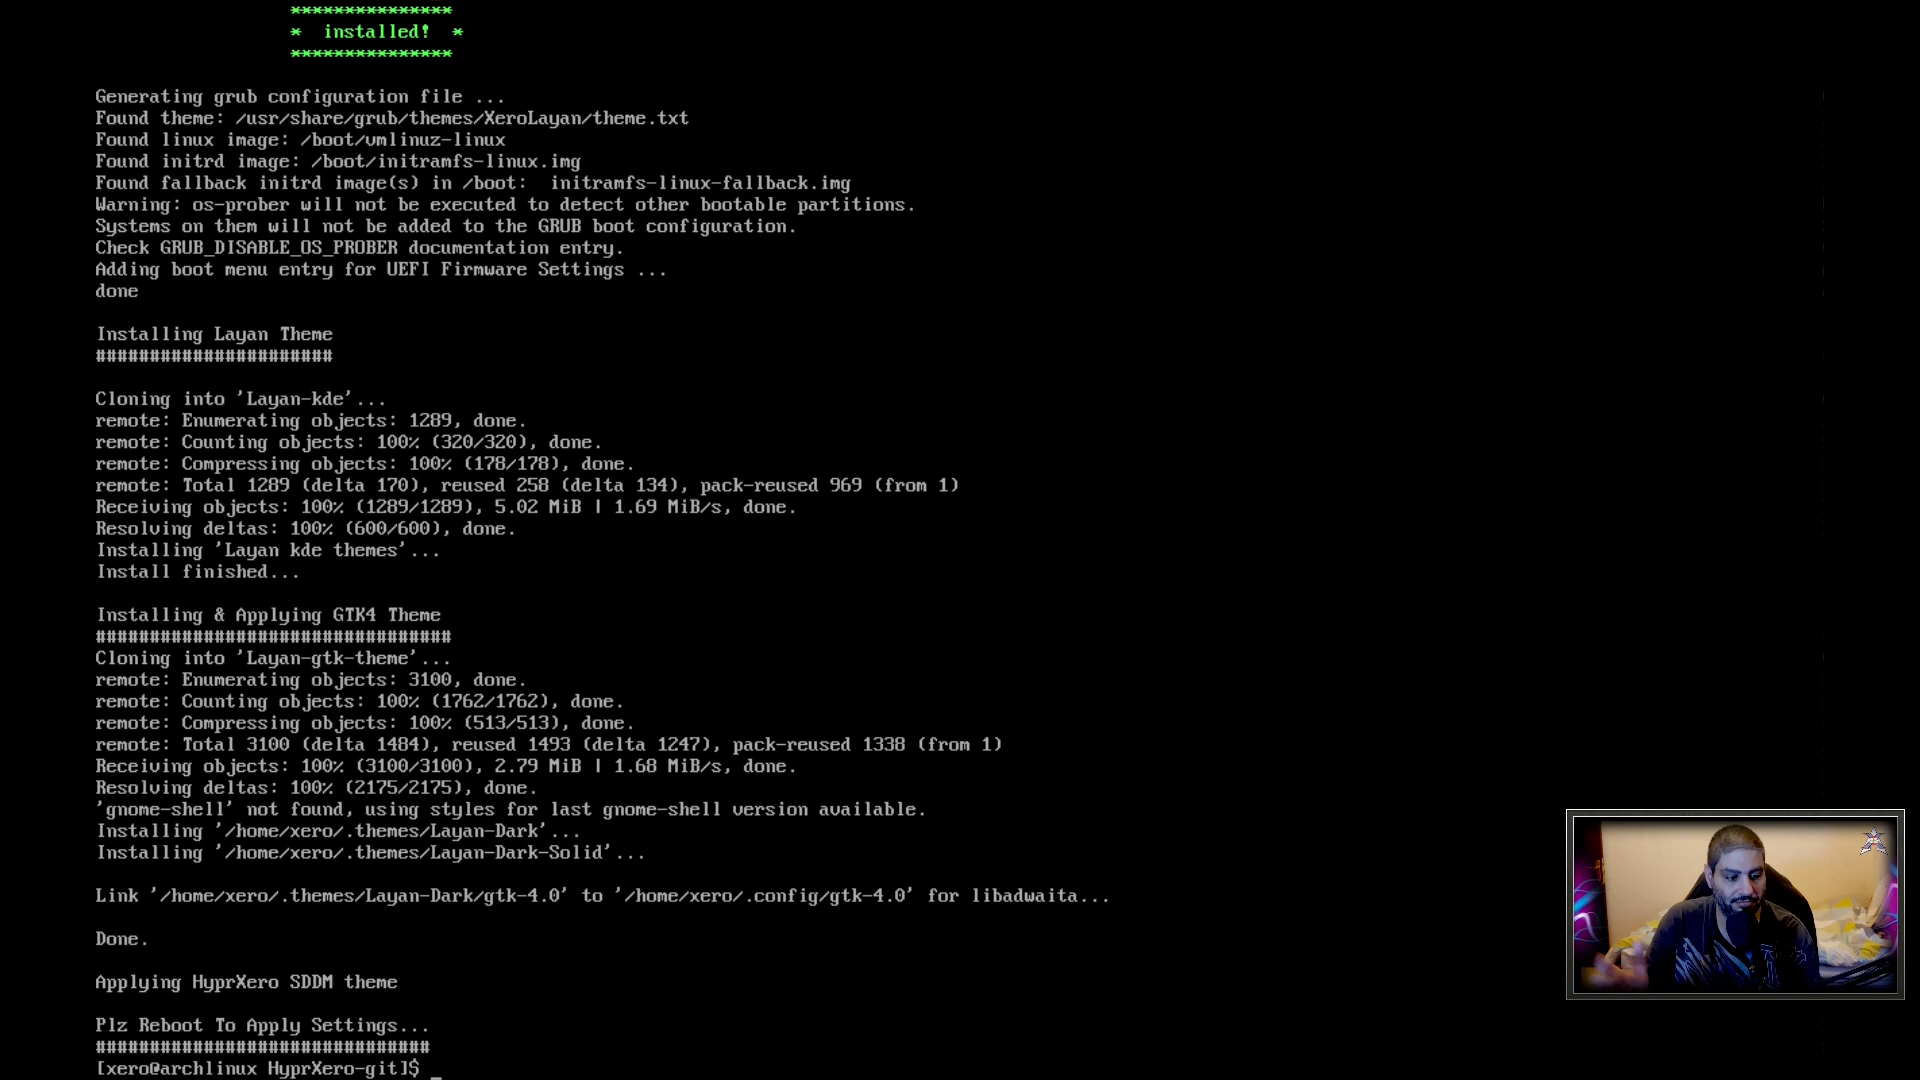 ***************
*  installed!  *
***************
Generating grub configuration file ...
Found theme: /usr/share/grub/themes/XeroLayan/theme.txt
Found linux image: /boot/vmlinuz-linux
Found initrd image: /boot/initramfs-linux.img
Found fallback initrd image(s) in /boot:  initramfs-linux-fallback.img
Warning: os-prober will not be executed to detect other bootable partitions.
Systems on them will not be added to the GRUB boot configuration.
Check GRUB_DISABLE_OS_PROBER documentation entry.
Adding boot menu entry for UEFI Firmware Settings ...
done
Installing Layan Theme
######################
Cloning into 'Layan-kde'...
remote: Enumerating objects: 1289, done.
remote: Counting objects: 100% (320/320), done.
remote: Compressing objects: 100% (178/178), done.
remote: Total 1289 (delta 170), reused 258 (delta 134), pack-reused 969 (from 1)
Receiving objects: 100% (1289/1289), 5.02 MiB | 1.69 MiB/s, done.
Resolving deltas: 100% (600/600), done.
Installing 'Layan kde themes'...
Install finished...
Installing & Applying GTK4 Theme
#################################
Cloning into 'Layan-gtk-theme'...
remote: Enumerating objects: 3100, done.
remote: Counting objects: 100% (1762/1762), done.
remote: Compressing objects: 100% (513/513), done.
remote: Total 3100 (delta 1484), reused 1493 (delta 1247), pack-reused 1338 (from 1)
Receiving objects: 100% (3100/3100), 2.79 MiB | 1.68 MiB/s, done.
Resolving deltas: 100% (2175/2175), done.
'gnome-shell' not found, using styles for last gnome-shell version available.
Installing '/home/xero/.themes/Layan-Dark'...
Installing '/home/xero/.themes/Layan-Dark-Solid'...
Link '/home/xero/.themes/Layan-Dark/gtk-4.0' to '/home/xero/.config/gtk-4.0' for libadwaita...
Done.
Applying HyprXero SDDM theme
Plz Reboot To Apply Settings...
###############################
[xero@archlinux HyprXero-git]$ _